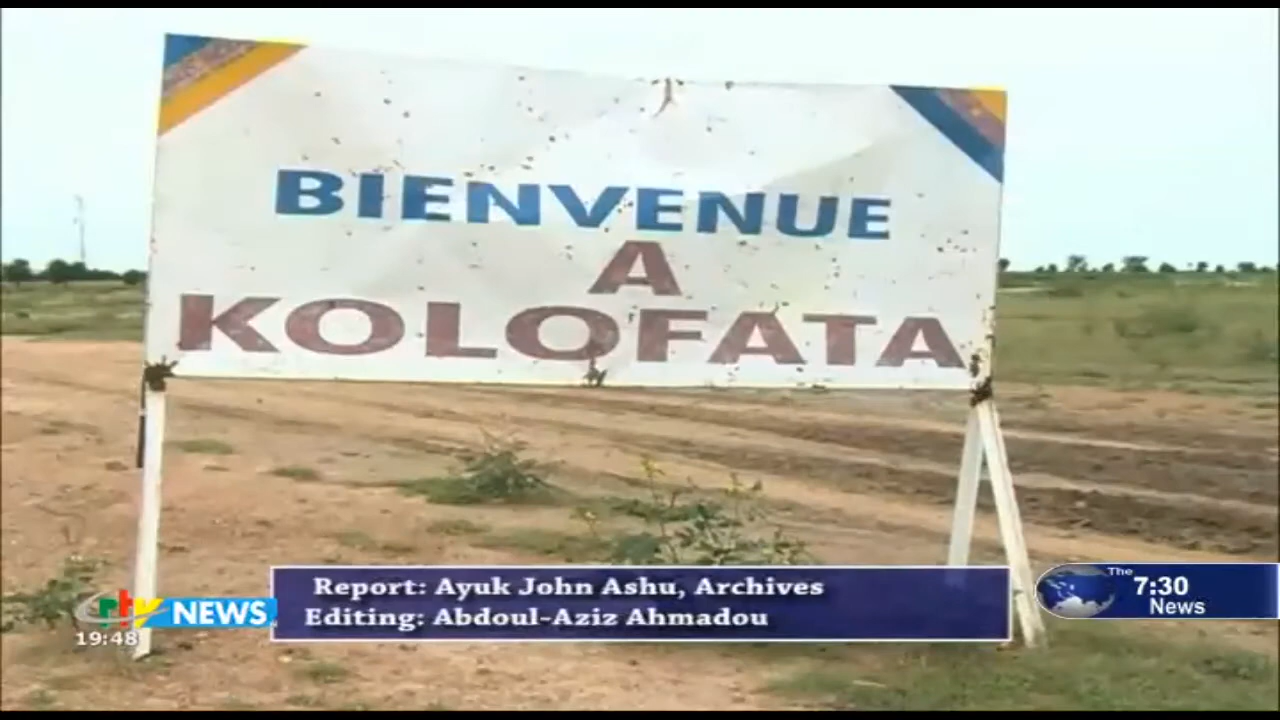 BIENVENUE
A
KOLOFATA
Report: Ayuk John Ashu, Archives
Editing: Abdoul-Aziz Ahmadou
crtv NEWS
19:48
The
7:30
News